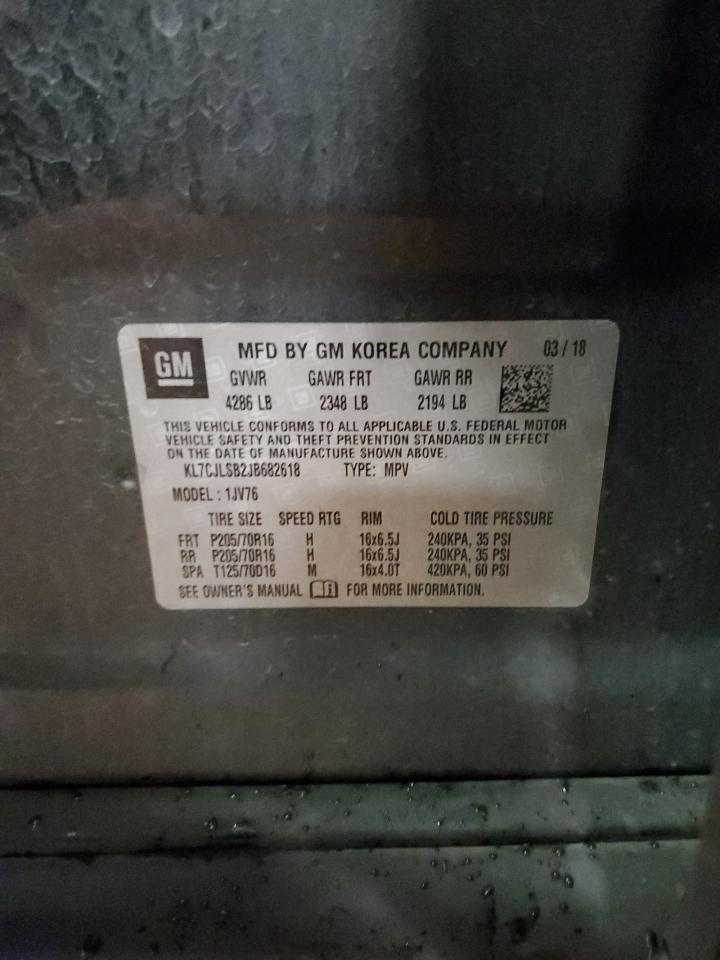 GM MFD BY GM KOREA COMPANY 03 / 18
GVWR GAWR FRT GAWR RR
4286 LB 2348 LB 2194 LB
THIS VEHICLE CONFORMS TO ALL APPLICABLE U.S. FEDERAL MOTOR
VEHICLE SAFETY AND THEFT PREVENTION STANDARDS IN EFFECT
ON THE DATE OF MANUFACTURE SHOWN ABOVE.
KL7CJLSB2JB682618 TYPE: MPV
MODEL : 1JV76
TIRE SIZE SPEED RTG RIM COLD TIRE PRESSURE
FRT P205/70R16 H 16x6.5J 240KPA, 35 PSI
RR P205/70R16 H 16x6.5J 240KPA, 35 PSI
SPA T125/70D16 M 16x4.0T 420KPA, 60 PSI
SEE OWNER'S MANUAL i FOR MORE INFORMATION.